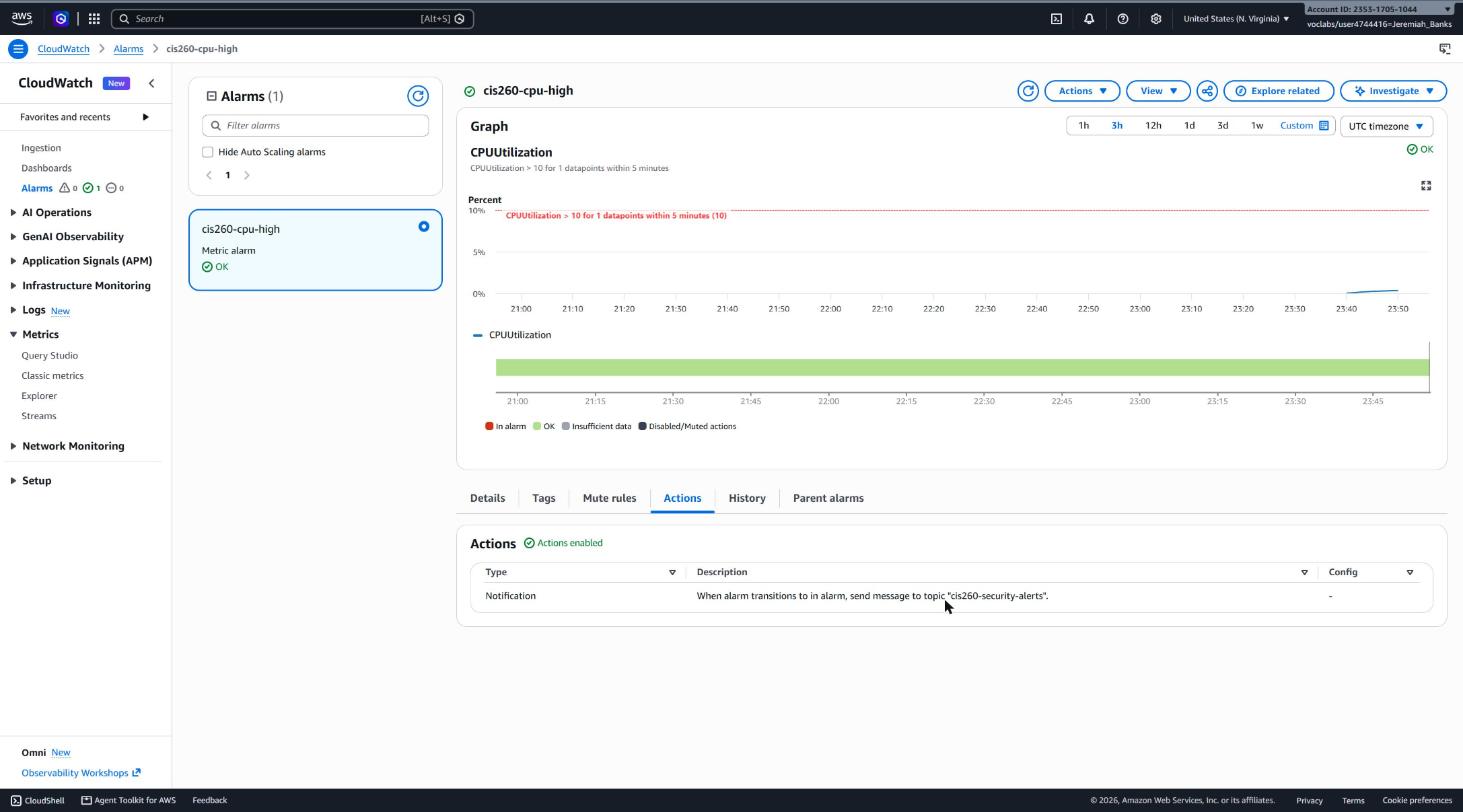 aws
Search [Alt+S]
United States (N. Virginia)
Account ID: 2353-1705-1044
voclabs/user4744416=Jeremiah_Banks
CloudWatch Alarms cis260-cpu-high
CloudWatch New
Favorites and recents
Ingestion
Dashboards
Alarms 0 1 0
AI Operations
GenAI Observability
Application Signals (APM)
Infrastructure Monitoring
Logs New
Metrics
Query Studio
Classic metrics
Explorer
Streams
Network Monitoring
Setup
Omni New
Observability Workshops
Alarms (1)
Filter alarms
Hide Auto Scaling alarms
1
cis260-cpu-high
Metric alarm
OK
cis260-cpu-high
Actions View Explore related Investigate
Graph
1h 3h 12h 1d 3d 1w Custom UTC timezone
CPUUtilization
OK
CPUUtilization > 10 for 1 datapoints within 5 minutes
Percent
10%
CPUUtilization > 10 for 1 datapoints within 5 minutes (10)
5%
0%
21:00 21:10 21:20 21:30 21:40 21:50 22:00 22:10 22:20 22:30 22:40 22:50 23:00 23:10 23:20 23:30 23:40 23:50
CPUUtilization
21:00 21:15 21:30 21:45 22:00 22:15 22:30 22:45 23:00 23:15 23:30 23:45
In alarm OK Insufficient data Disabled/Muted actions
Details Tags Mute rules Actions History Parent alarms
Actions Actions enabled
Type Description Config
Notification When alarm transitions to in alarm, send message to topic "cis260-security-alerts". -
CloudShell Agent Toolkit for AWS Feedback
© 2026, Amazon Web Services, Inc. or its affiliates. Privacy Terms Cookie preferences